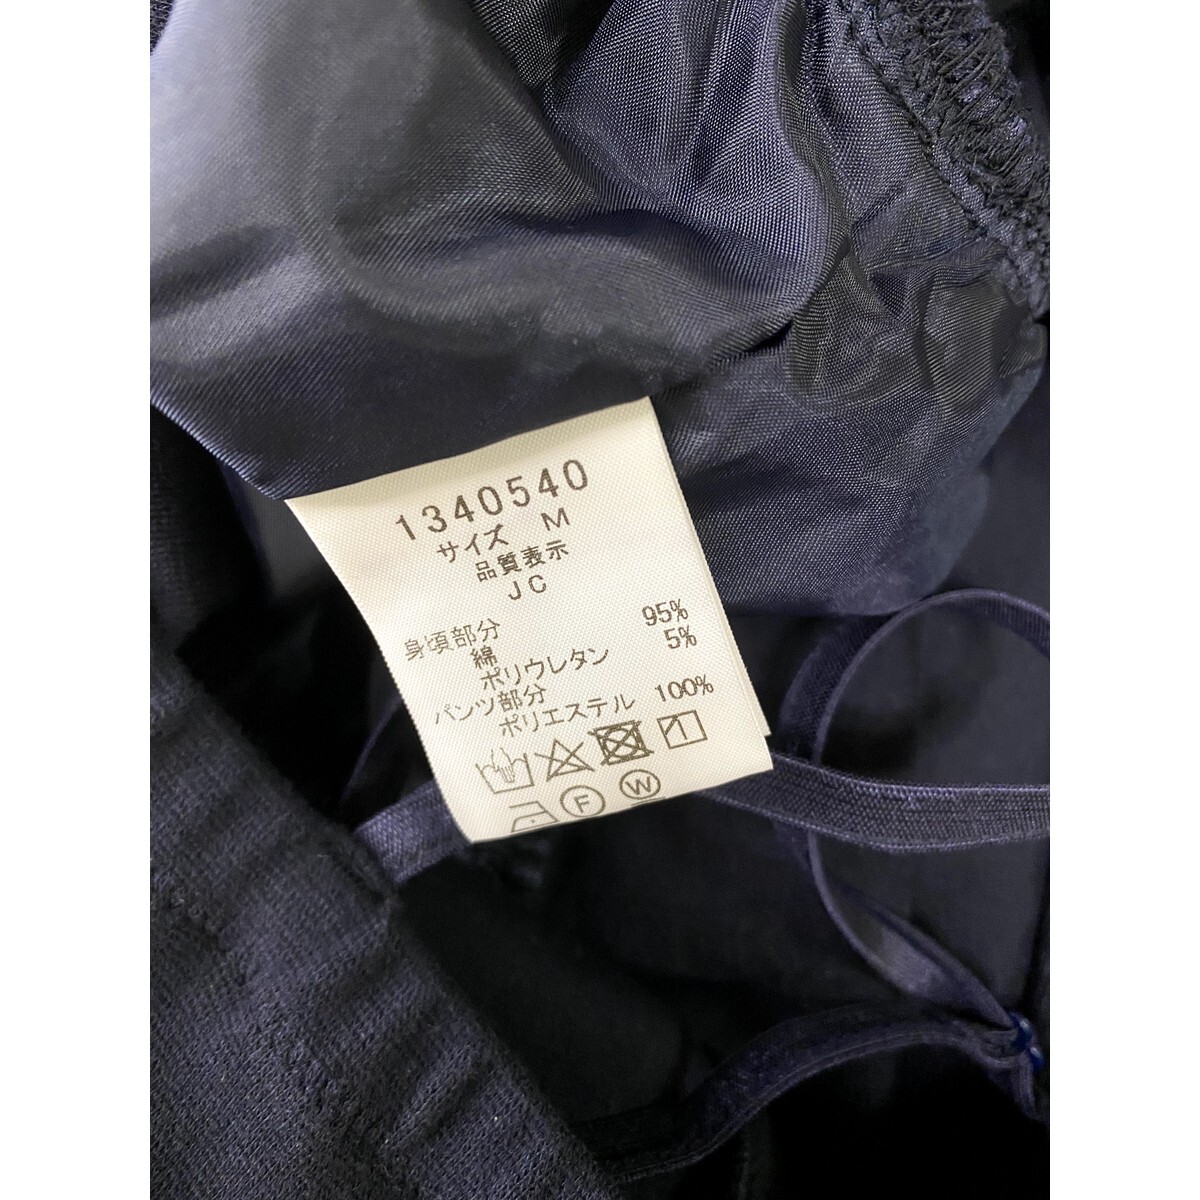 1340540
サイズ M
品質表示
JC
身頃部分
綿 95%
ポリウレタン 5%
パンツ部分
ポリエステル 100%
F W